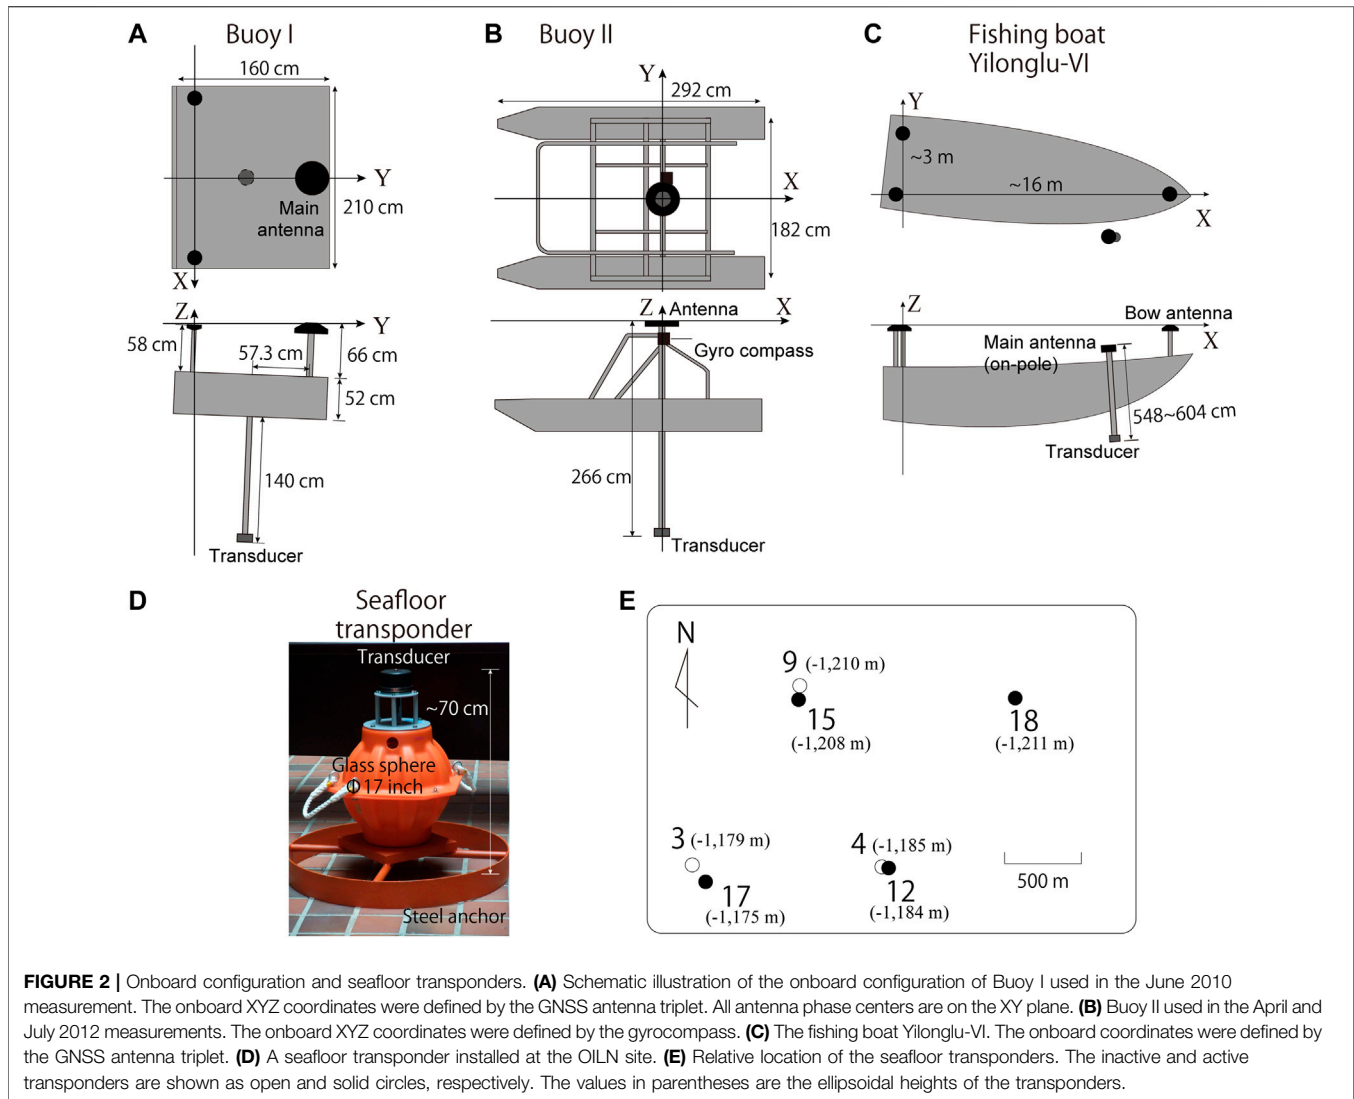 A
Buoy I
160 cm
Y
Main
antenna
210 cm
X
Z
Y
58 cm
57.3 cm
66 cm
52 cm
140 cm
Transducer
B
Buoy II
Y
292 cm
X
182 cm
Z
Antenna
X
Gyro compass
266 cm
Transducer
C
Fishing boat
Yilonglu-VI
Y
~3 m
~16 m
X
Z
Bow antenna
X
Main antenna
(on-pole)
548~604 cm
Transducer
D
Seafloor
transponder
Transducer
~70 cm
Glass sphere
Φ17 inch
Steel anchor
E
N
9 (-1,210 m)
15
(-1,208 m)
18
(-1,211 m)
3 (-1,179 m)
17
(-1,175 m)
4 (-1,185 m)
12
(-1,184 m)
500 m
FIGURE 2 | Onboard configuration and seafloor transponders. (A) Schematic illustration of the onboard configuration of Buoy I used in the June 2010
measurement. The onboard XYZ coordinates were defined by the GNSS antenna triplet. All antenna phase centers are on the XY plane. (B) Buoy II used in the April and
July 2012 measurements. The onboard XYZ coordinates were defined by the gyrocompass. (C) The fishing boat Yilonglu-VI. The onboard coordinates were defined by
the GNSS antenna triplet. (D) A seafloor transponder installed at the OILN site. (E) Relative location of the seafloor transponders. The inactive and active
transponders are shown as open and solid circles, respectively. The values in parentheses are the ellipsoidal heights of the transponders.